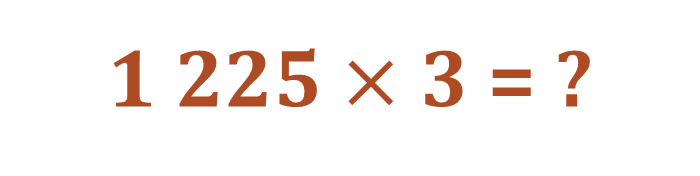 1 225 × 3 = ?